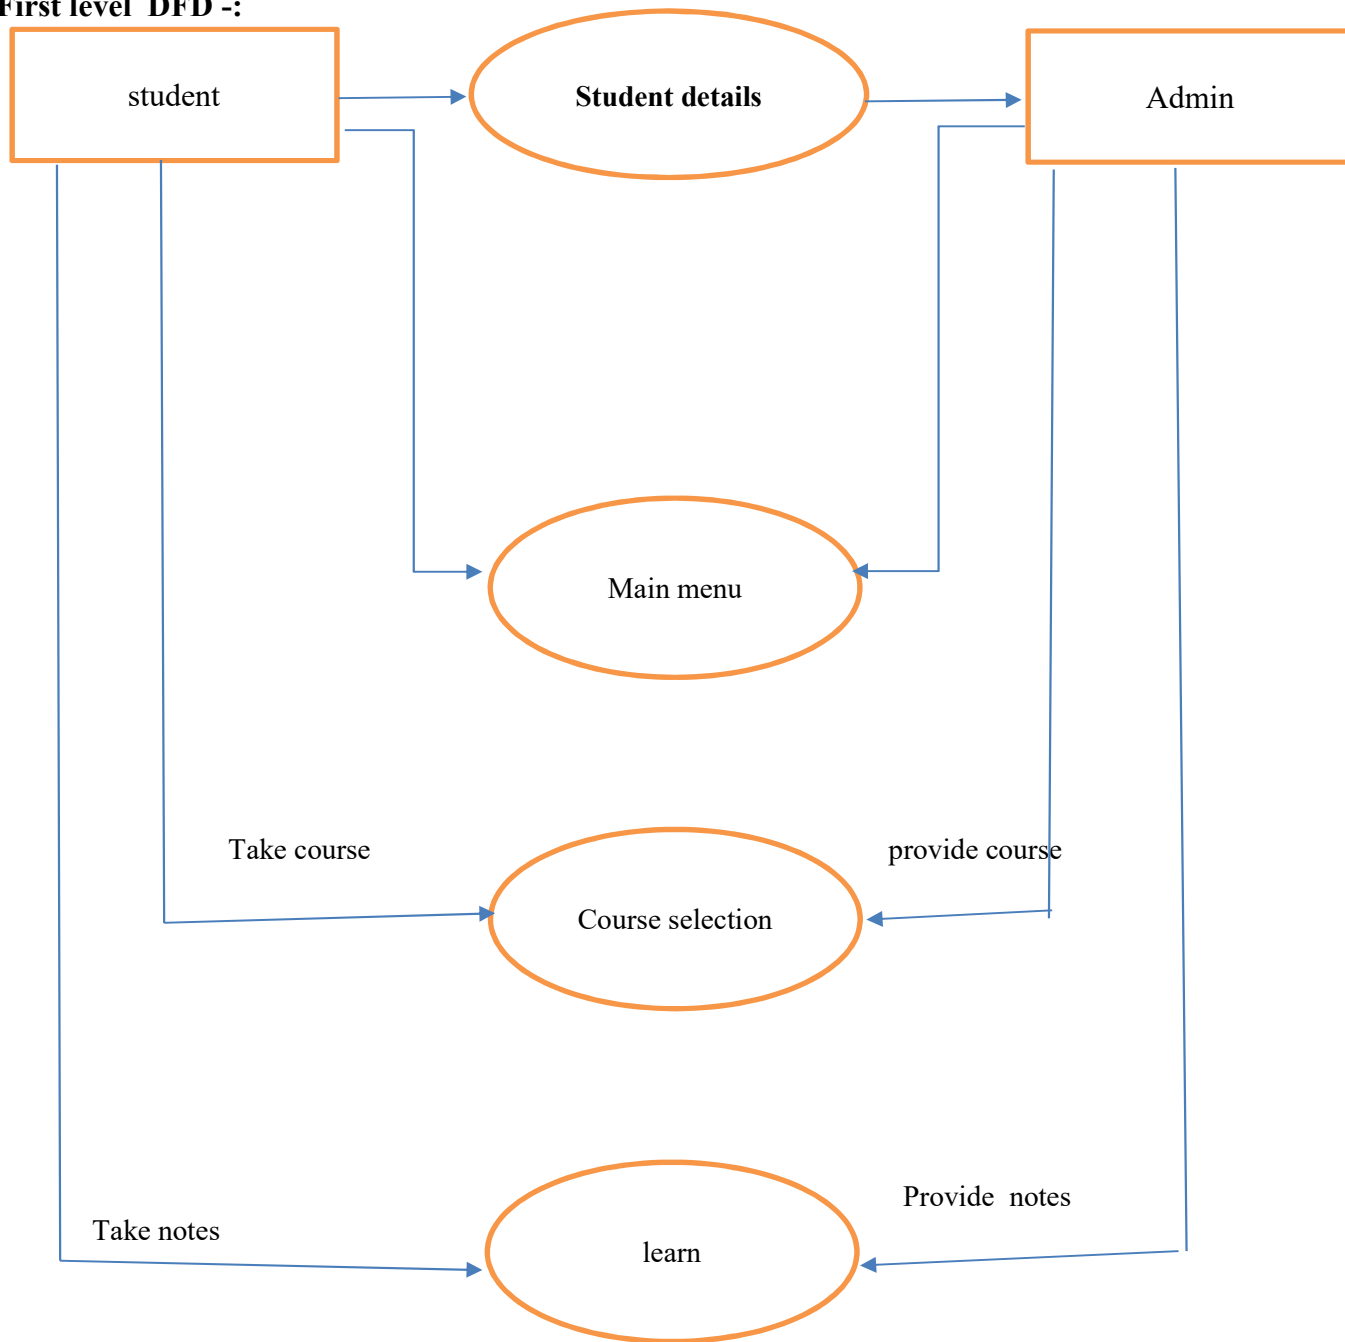 First level DFD -:
student
Student details
Admin
Main menu
Take course
provide course
Course selection
Provide notes
Take notes
learn